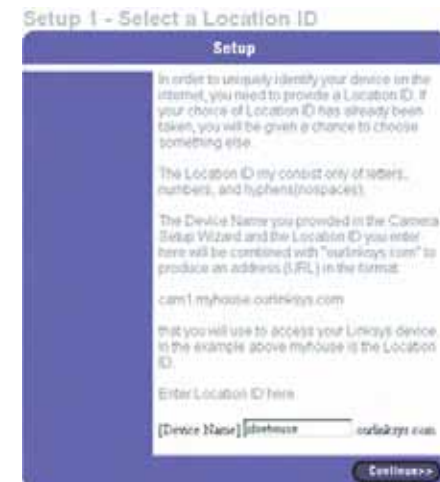 Setup 1 - Select a Location ID
Setup
In order to uniquely identify your device on the
internet, you need to provide a Location ID. If
your choice of Location ID has already been
taken, you will be given a chance to choose
something else.
The Location ID my consist only of letters,
numbers, and hyphens(nospaces).
The Device Name you provided in the Camera
Setup Wizard and the Location ID you enter
here will be combined with "ourlinksys.com" to
produce an address (URL) in the format:
cam1.myhouse.ourlinksys.com
that you will use to access your Linksys device.
In the example above myhouse is the Location
ID.
Enter Location ID here.
[Device Name] ourlinksys.com
Continue>>